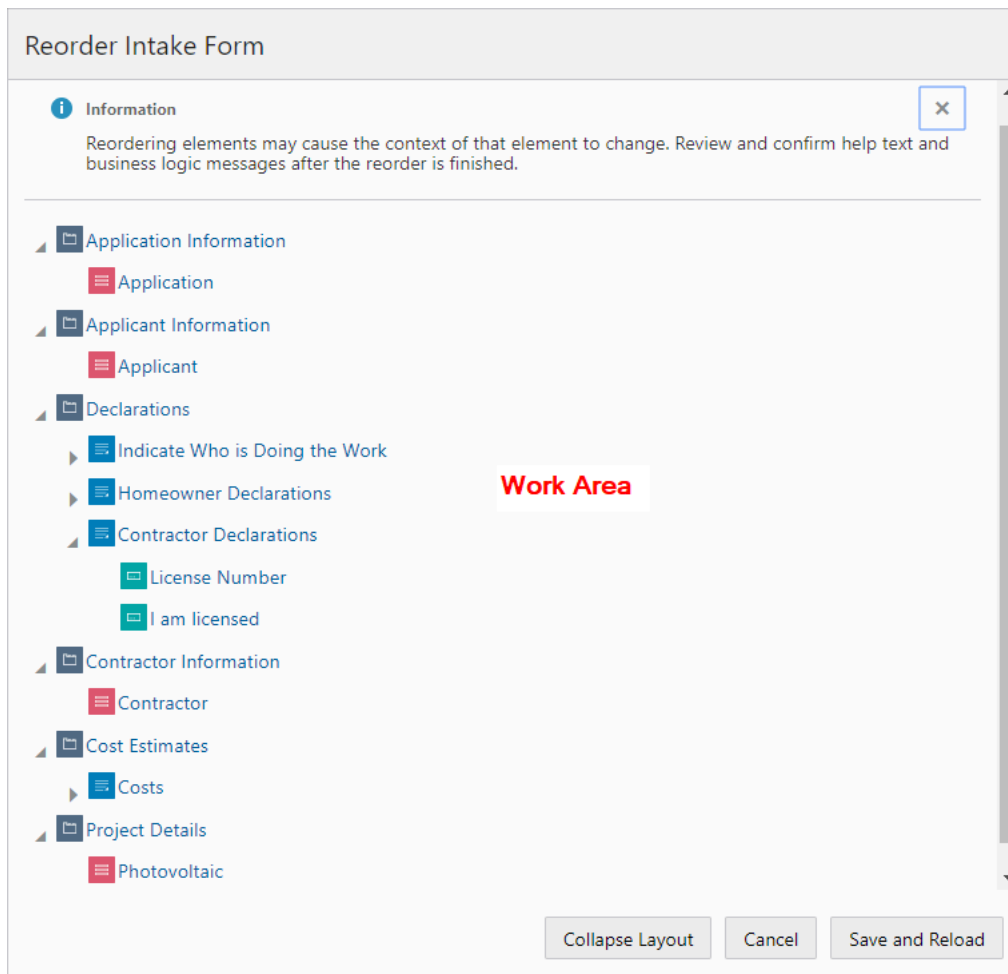 Reorder Intake Form
Information
Reordering elements may cause the context of that element to change. Review and confirm help text and
business logic messages after the reorder is finished.
Application Information
Application
Applicant Information
Applicant
Declarations
Indicate Who is Doing the Work
Homeowner Declarations
Work Area
Contractor Declarations
License Number
I am licensed
Contractor Information
Contractor
Cost Estimates
Costs
Project Details
Photovoltaic
Collapse Layout
Cancel
Save and Reload